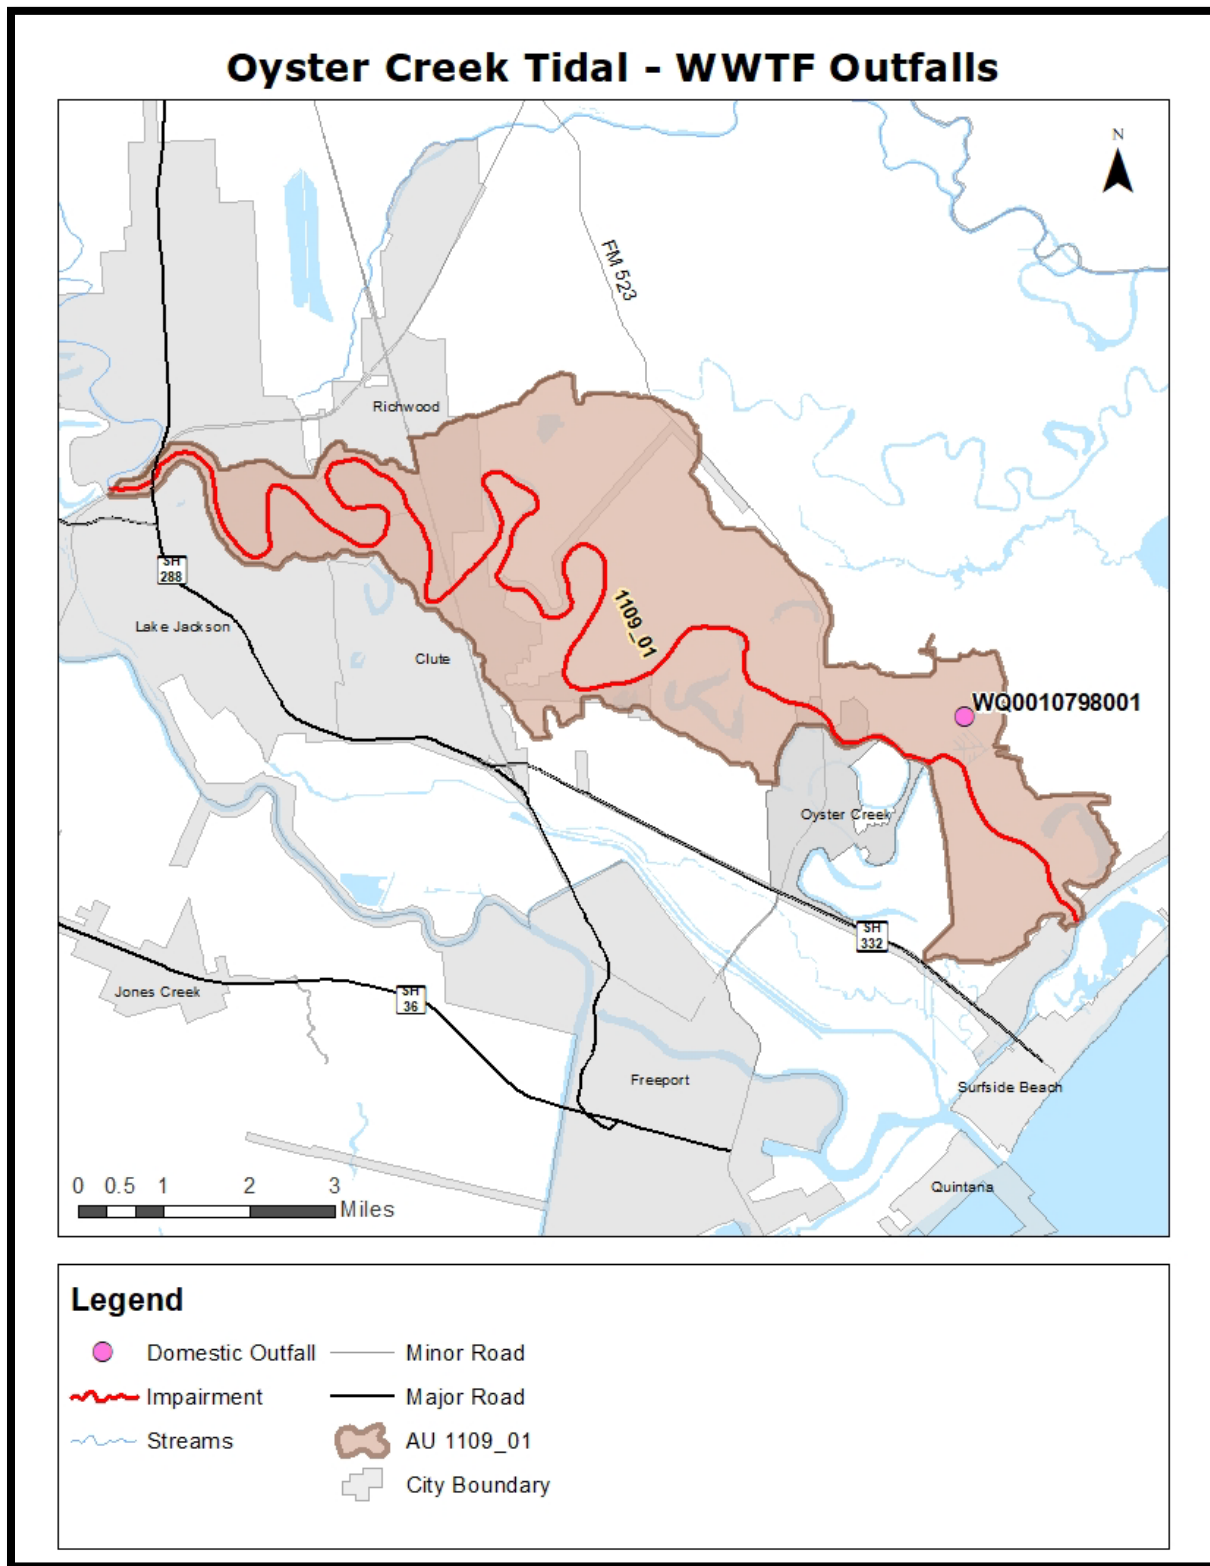 Oyster Creek Tidal - WWTF Outfalls
N
FM 523
Richwood
SH
288
1109_01
Lake Jackson
Clute
WQ0010798001
Oyster Creek
SH
332
Jones Creek
SH
36
Freeport
Surfside Beach
Quintana
0 0.5 1 2 3
Miles
Legend
Domestic Outfall
Minor Road
Impairment
Major Road
Streams
AU 1109_01
City Boundary